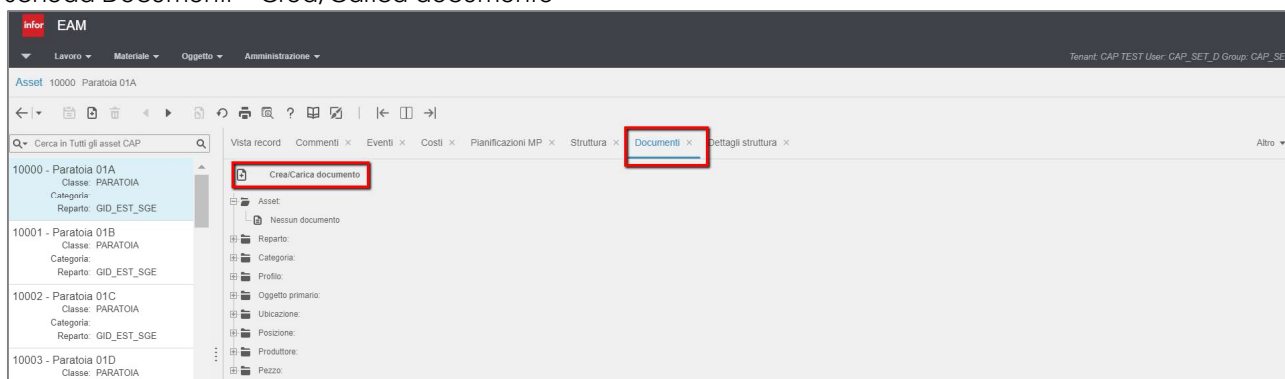 Scheda Documenti – Crea/Carica documento
infor EAM
Lavoro Materiale Oggetto Amministrazione
Tenant: CAP TEST User: CAP_SET_D Group: CAP_SE
Asset 10000 Paratoia 01A
Cerca in Tutti gli asset CAP
Vista record Commenti × Eventi × Costi × Pianificazioni MP × Struttura × Documenti × Dettagli struttura ×
Altro
10000 - Paratoia 01A
Classe: PARATOIA
Categoria:
Reparto: GID_EST_SGE
10001 - Paratoia 01B
Classe: PARATOIA
Categoria:
Reparto: GID_EST_SGE
10002 - Paratoia 01C
Classe: PARATOIA
Categoria:
Reparto: GID_EST_SGE
10003 - Paratoia 01D
Classe: PARATOIA
Crea/Carica documento
Asset:
Nessun documento
Reparto:
Categoria:
Profilo:
Oggetto primario:
Ubicazione:
Posizione:
Produttore:
Pezzo: